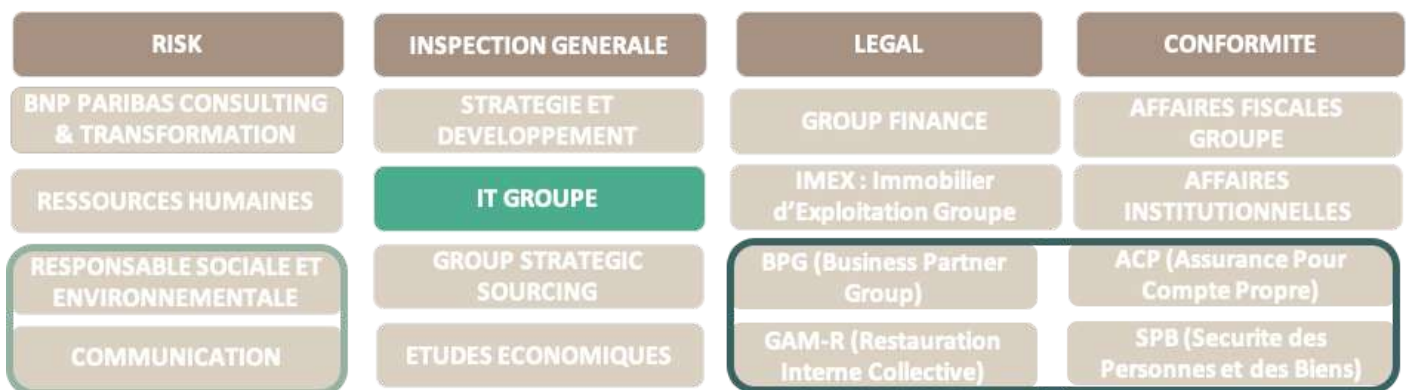 RISK
INSPECTION GENERALE
LEGAL
CONFORMITE
BNP PARIBAS CONSULTING
& TRANSFORMATION
STRATEGIE ET
DEVELOPPEMENT
GROUP FINANCE
AFFAIRES FISCALES
GROUPE
RESSOURCES HUMAINES
IT GROUPE
IMEX : Immobilier
d'Exploitation Groupe
AFFAIRES
INSTITUTIONNELLES
RESPONSABLE SOCIALE ET
ENVIRONNEMENTALE
GROUP STRATEGIC
SOURCING
BPG (Business Partner
Group)
ACP (Assurance Pour
Compte Propre)
COMMUNICATION
ETUDES ECONOMIQUES
GAM-R (Restauration
Interne Collective)
SPB (Securite des
Personnes et des Biens)